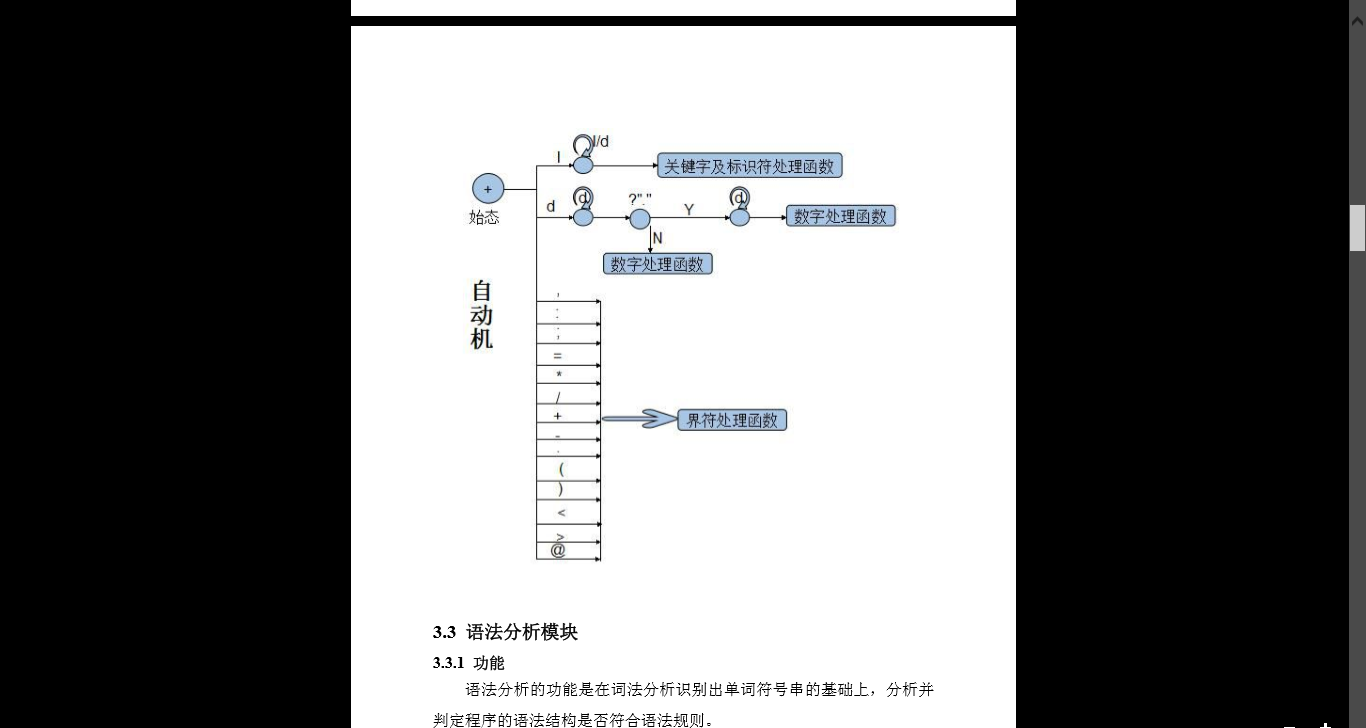 l/d
l
关键字及标识符处理函数
+
始态
d
d
?"."
Y
d
数字处理函数
N
数字处理函数
自动机
,
:
;
=
*
/
+
-
.
(
)
<
>
@
界符处理函数
3.3 语法分析模块
3.3.1 功能
语法分析的功能是在词法分析识别出单词符号串的基础上，分析并
判定程序的语法结构是否符合语法规则。